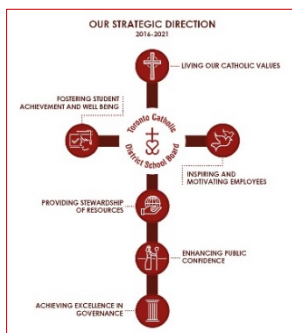 OUR STRATEGIC DIRECTION
2016-2021
LIVING OUR CATHOLIC VALUES
FOSTERING STUDENT
ACHIEVEMENT AND WELL BEING
Toronto Catholic
District School Board
INSPIRING AND
MOTIVATING EMPLOYEES
PROVIDING STEWARDSHIP
OF RESOURCES
ENHANCING PUBLIC
CONFIDENCE
ACHIEVING EXCELLENCE IN
GOVERNANCE